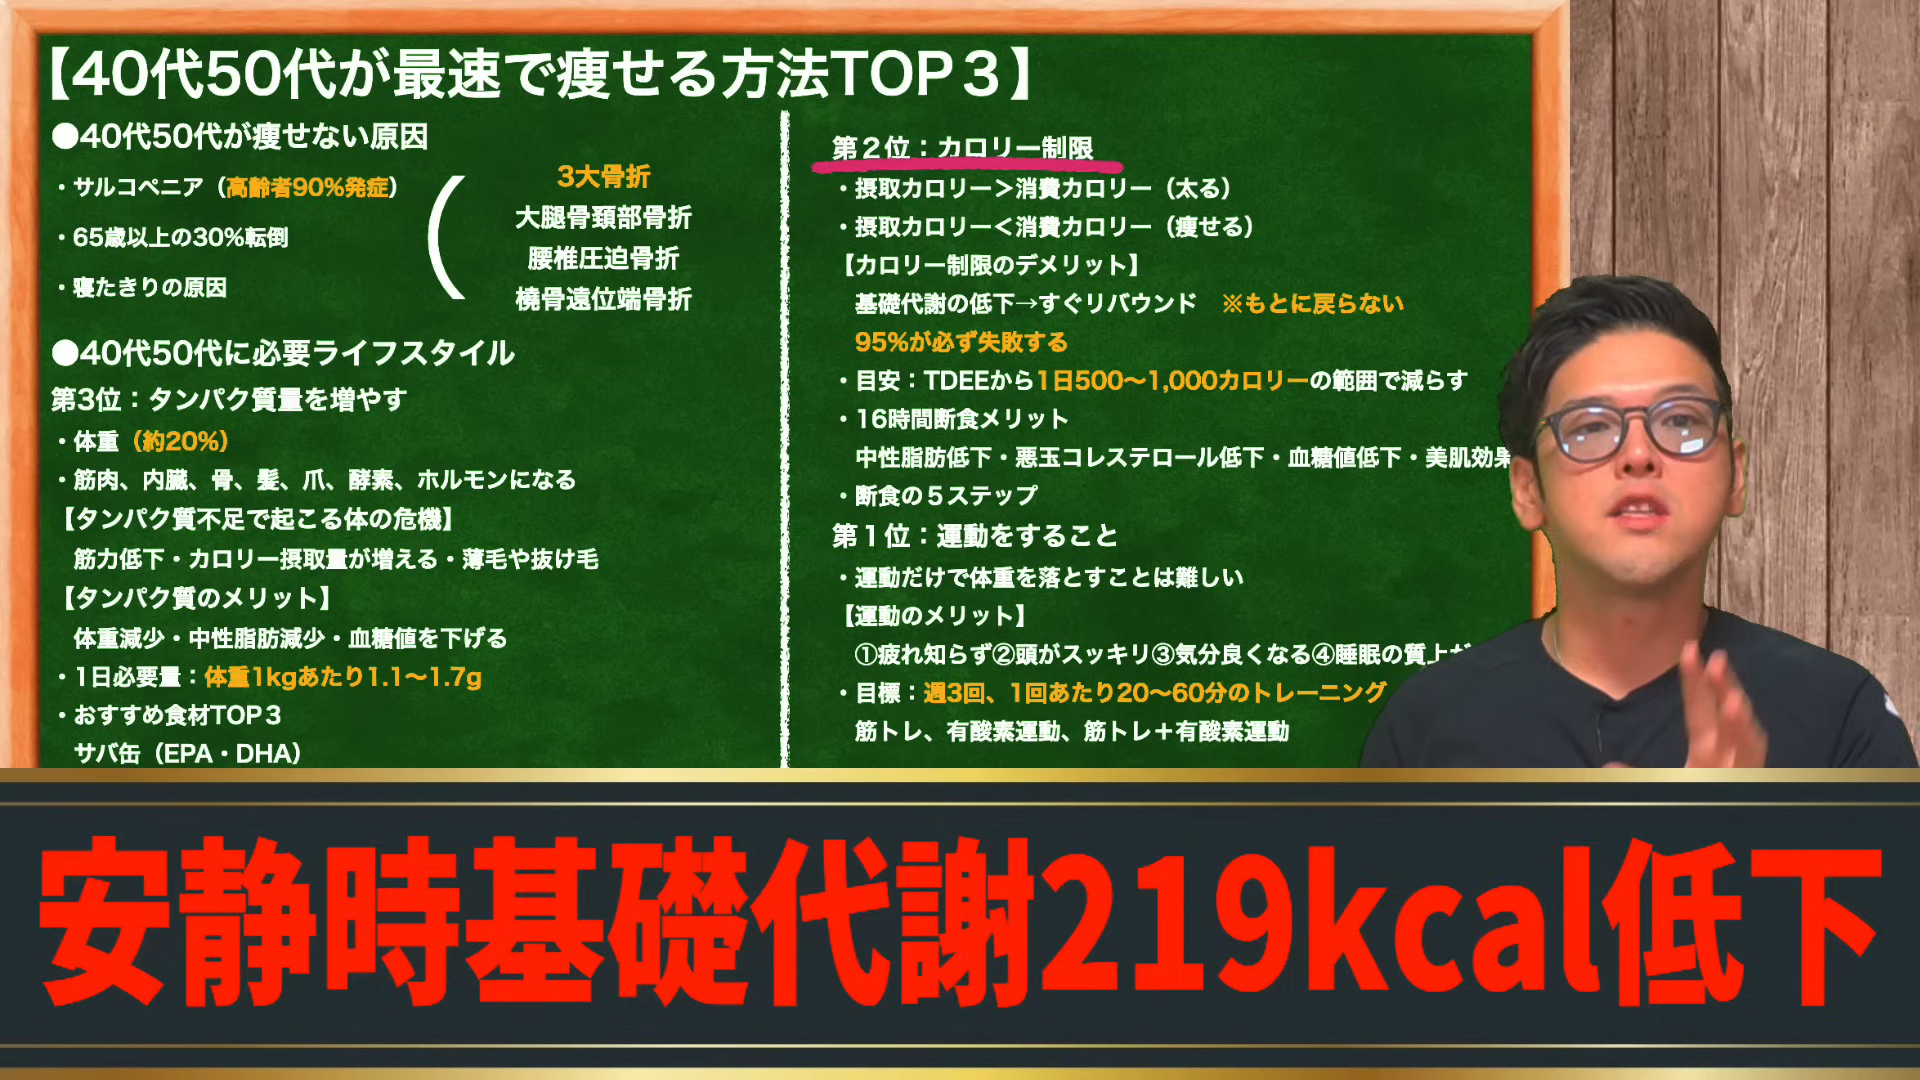 【40代50代が最速で痩せる方法TOP３】
●40代50代が痩せない原因
・サルコペニア（高齢者90%発症）
・65歳以上の30%転倒
・寝たきりの原因
(
3大骨折
大腿骨頚部骨折
腰椎圧迫骨折
橈骨遠位端骨折
●40代50代に必要ライフスタイル
第3位：タンパク質量を増やす
・体重（約20%）
・筋肉、内臓、骨、髪、爪、酵素、ホルモンになる
【タンパク質不足で起こる体の危機】
筋力低下・カロリー摂取量が増える・薄毛や抜け毛
【タンパク質のメリット】
体重減少・中性脂肪減少・血糖値を下げる
・1日必要量：体重1kgあたり1.1〜1.7g
・おすすめ食材TOP３
サバ缶（EPA・DHA）
第２位：カロリー制限
・摂取カロリー＞消費カロリー（太る）
・摂取カロリー＜消費カロリー（痩せる）
【カロリー制限のデメリット】
基礎代謝の低下→すぐリバウンド　※もとに戻らない
95%が必ず失敗する
・目安：TDEEから1日500〜1,000カロリーの範囲で減らす
・16時間断食メリット
中性脂肪低下・悪玉コレステロール低下・血糖値低下・美肌効果
・断食の５ステップ
第１位：運動をすること
・運動だけで体重を落とすことは難しい
【運動のメリット】
①疲れ知らず②頭がスッキリ③気分良くなる④睡眠の質上が
・目標：週3回、1回あたり20〜60分のトレーニング
筋トレ、有酸素運動、筋トレ＋有酸素運動
安静時基礎代謝219kcal低下